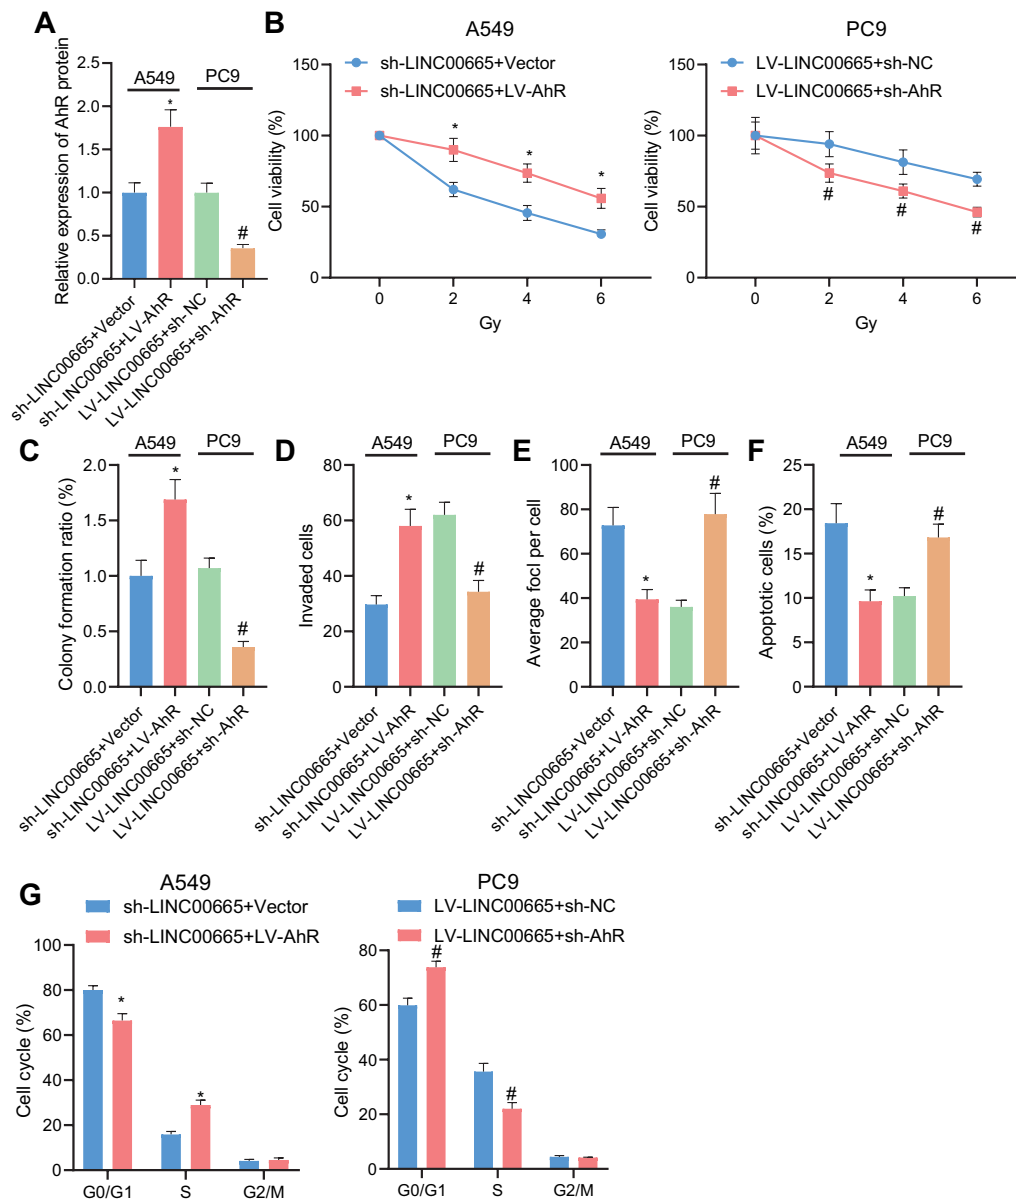 A
A549
PC9
Relative expression of AhR protein
2.5
2.0
1.5
1.0
0.5
0.0
*
#
sh-LINC00665+Vector
sh-LINC00665+LV-AhR
LV-LINC00665+sh-NC
LV-LINC00665+sh-AhR
B
A549
sh-LINC00665+Vector
sh-LINC00665+LV-AhR
Cell viability (%)
150
100
50
0
* * *
0 2 4 6
Gy
PC9
LV-LINC00665+sh-NC
LV-LINC00665+sh-AhR
Cell viability (%)
150
100
50
0
# # #
0 2 4 6
Gy
C
A549
PC9
Colony formation ratio (%)
2.0
1.5
1.0
0.5
0.0
*
#
sh-LINC00665+Vector
sh-LINC00665+LV-AhR
LV-LINC00665+sh-NC
LV-LINC00665+sh-AhR
D
A549
PC9
Invaded cells
80
60
40
20
0
*
#
sh-LINC00665+Vector
sh-LINC00665+LV-AhR
LV-LINC00665+sh-NC
LV-LINC00665+sh-AhR
E
A549
PC9
Average focI per cell
100
80
60
40
20
0
*
#
sh-LINC00665+Vector
sh-LINC00665+LV-AhR
LV-LINC00665+sh-NC
LV-LINC00665+sh-AhR
F
A549
PC9
Apoptotic cells (%)
25
20
15
10
5
0
*
#
sh-LINC00665+Vector
sh-LINC00665+LV-AhR
LV-LINC00665+sh-NC
LV-LINC00665+sh-AhR
G
A549
sh-LINC00665+Vector
sh-LINC00665+LV-AhR
Cell cycle (%)
100
80
60
40
20
0
*
*
G0/G1 S G2/M
PC9
LV-LINC00665+sh-NC
LV-LINC00665+sh-AhR
Cell cycle (%)
80
60
40
20
0
#
#
G0/G1 S G2/M